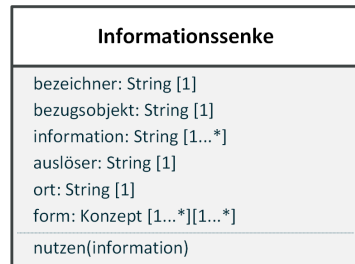 Informationssenke
bezeichner: String [1]
bezugsobjekt: String [1]
information: String [1...*]
auslöser: String [1]
ort: String [1]
form: Konzept [1...*][1...*]
nutzen(information)